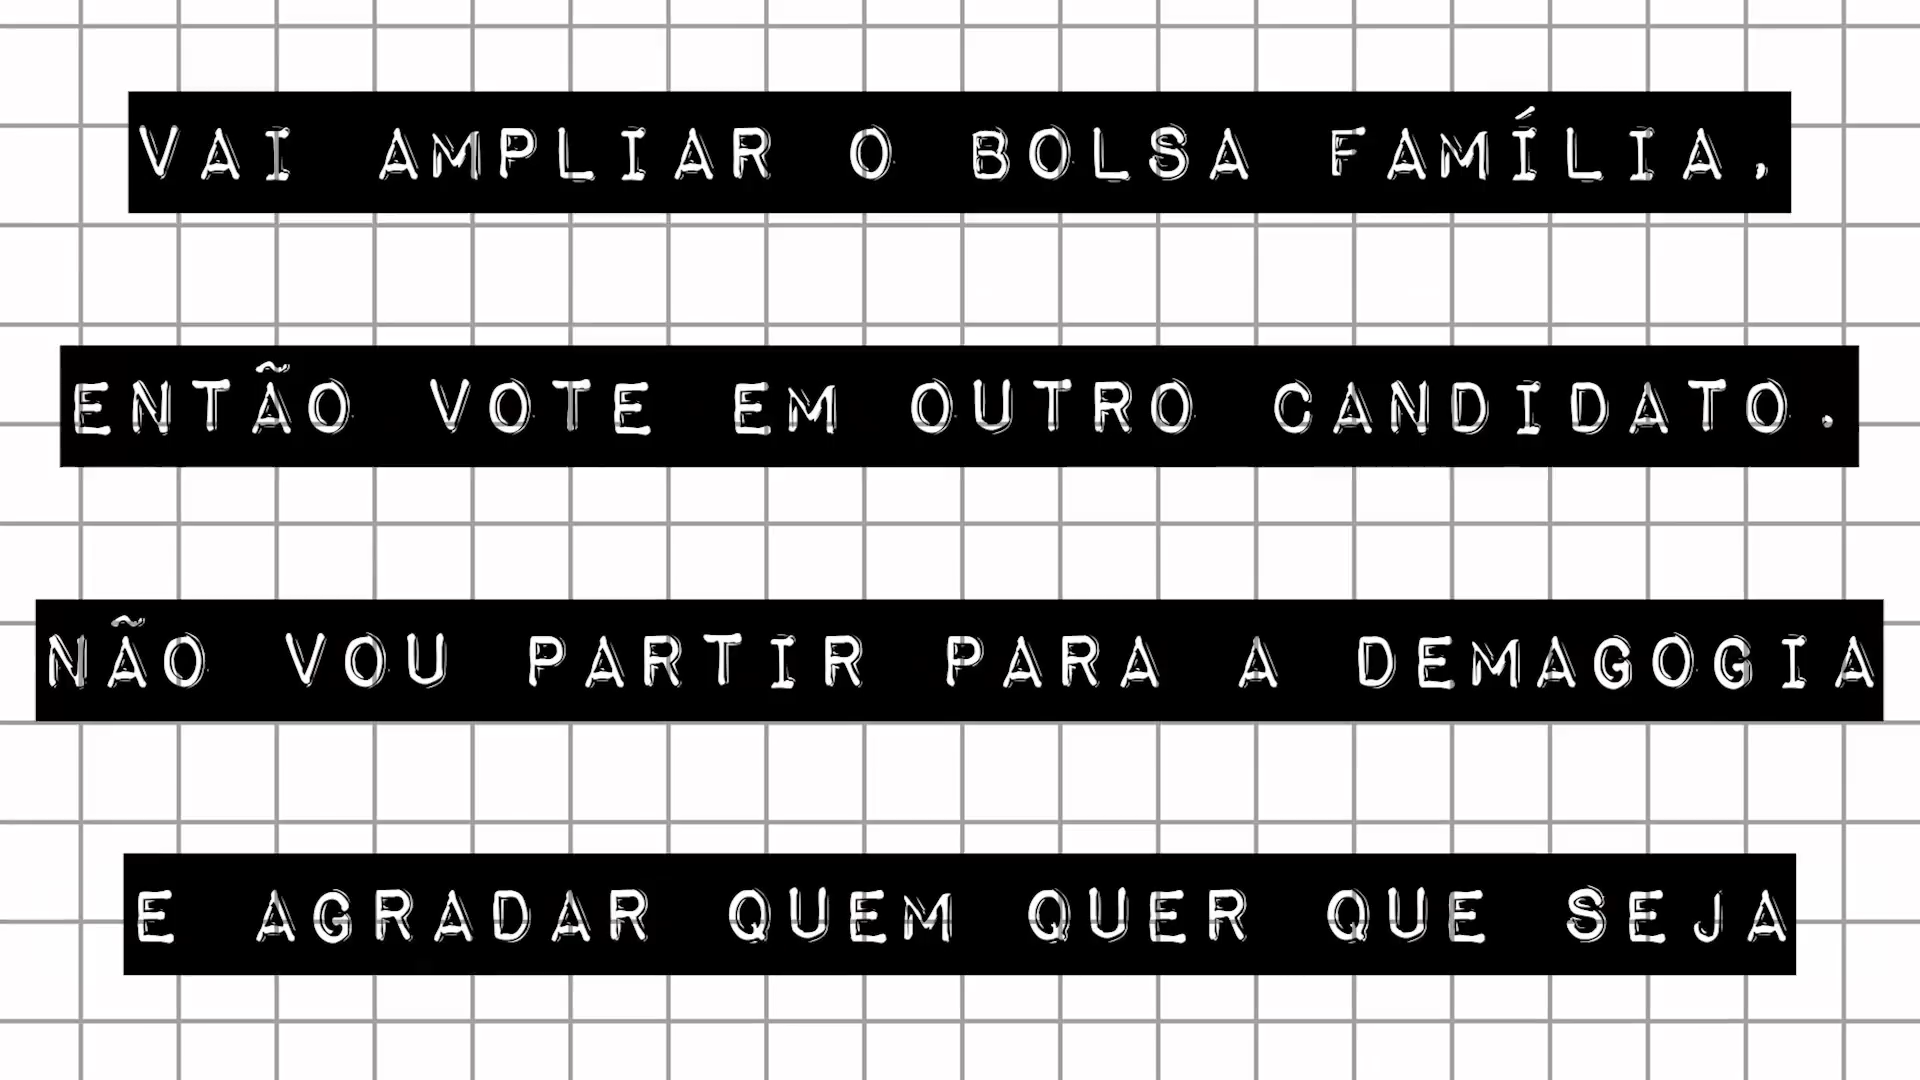 VAI AMPLIAR O BOLSA FAMÍLIA,
ENTÃO VOTE EM OUTRO CANDIDATO.
NÃO VOU PARTIR PARA A DEMAGOGIA
E AGRADAR QUEM QUER QUE SEJA